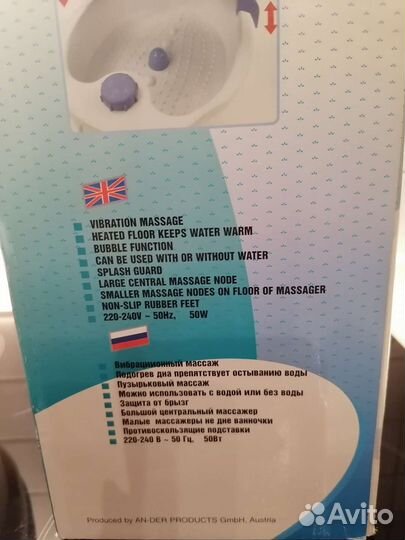 VIBRATION MASSAGE
HEATED FLOOR KEEPS WATER WARM
BUBBLE FUNCTION
CAN BE USED WITH OR WITHOUT WATER
SPLASH GUARD
LARGE CENTRAL MASSAGE NODE
SMALLER MASSAGE NODES ON FLOOR OF MASSAGER
NON-SLIP RUBBER FEET
220-240V ~ 50Hz, 50W
Вибрационный массаж
Подогрев дна препятствует остыванию воды
Пузырьковый массаж
Можно использовать с водой или без воды
Защита от брызг
Большой центральный массажер
Малые массажеры не дне ванночки
Противоскользящие подставки
220-240 В ~ 50 Гц, 50Вт
Produced by AN-DER PRODUCTS GmbH, Austria
Avito